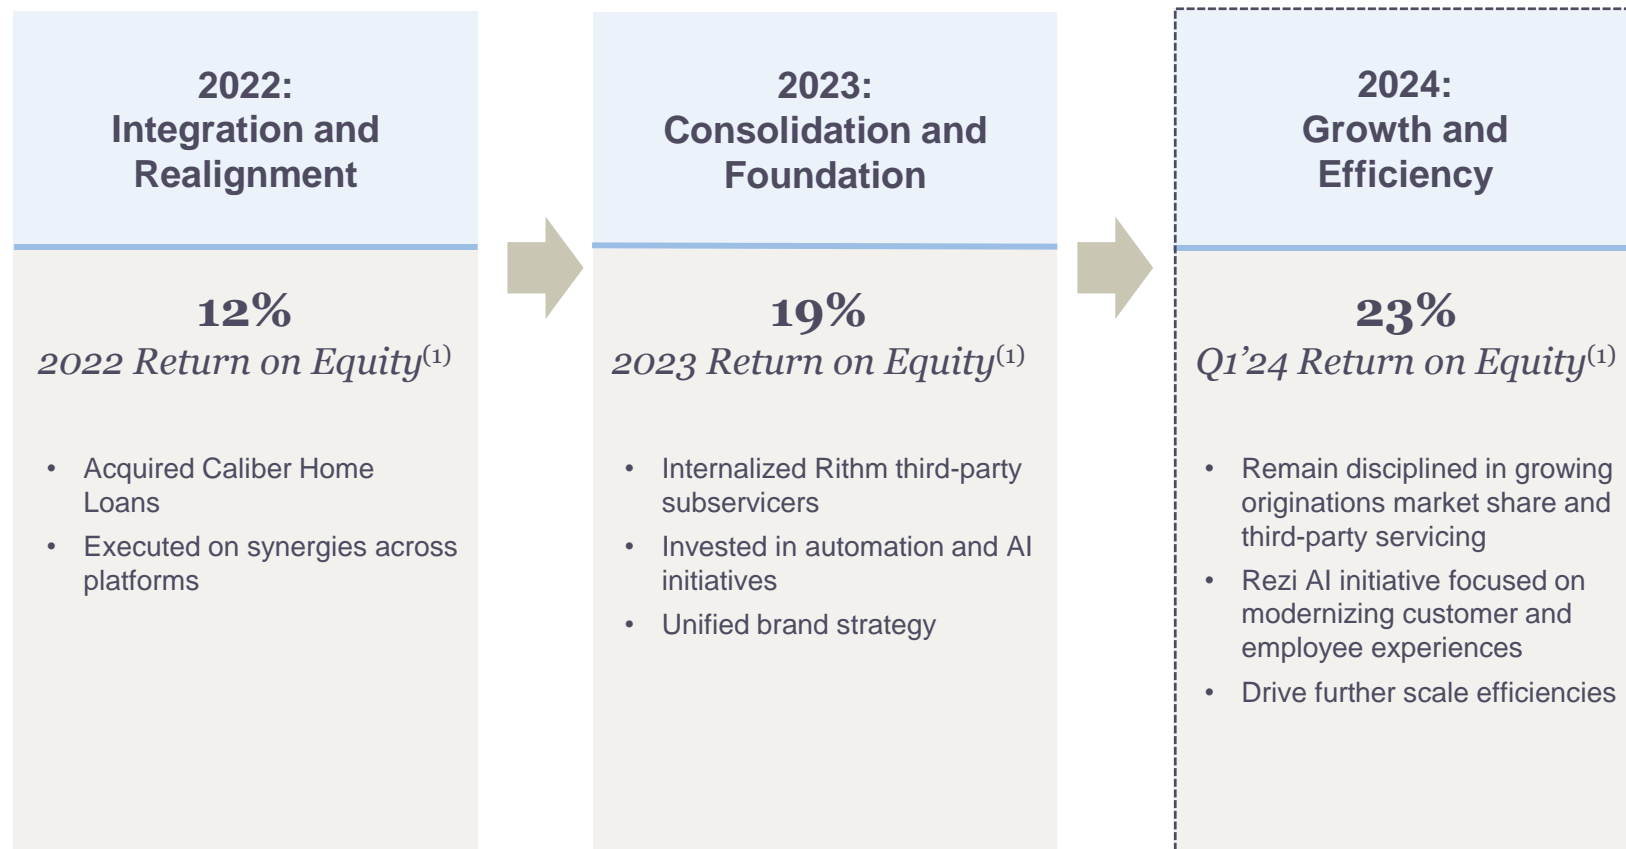 2022:
Integration and
Realignment
12%
2022 Return on Equity(1)
• Acquired Caliber Home
Loans
• Executed on synergies across
platforms
2023:
Consolidation and
Foundation
19%
2023 Return on Equity(1)
• Internalized Rithm third-party
subservicers
• Invested in automation and AI
initiatives
• Unified brand strategy
2024:
Growth and
Efficiency
23%
Q1’24 Return on Equity(1)
• Remain disciplined in growing
originations market share and
third-party servicing
• Rezi AI initiative focused on
modernizing customer and
employee experiences
• Drive further scale efficiencies